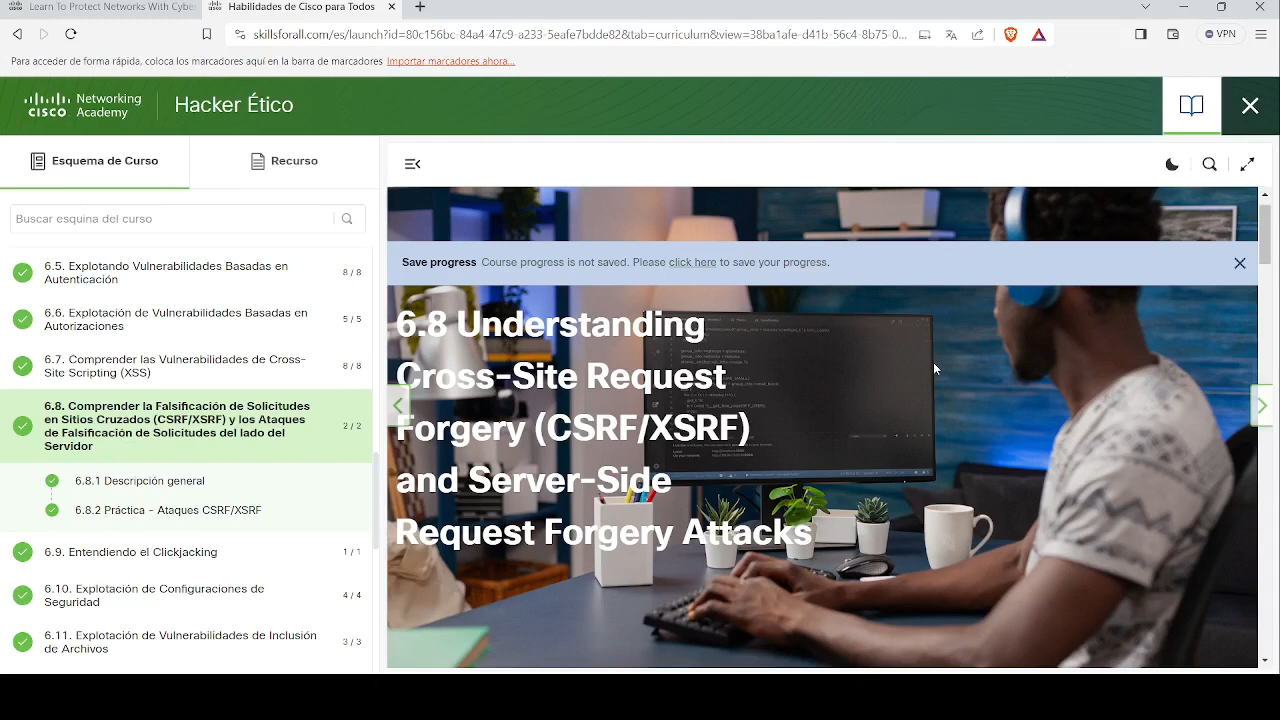 Learn To Protect Networks With Cyber
Habilidades de Cisco para Todos
skillsforall.com/es/launch?id=80c156bc-84a4-47c9-a233-5eafe7bdde82&tab=curriculum&view=38ba1afe-d41b-56c4-8b75-0...
VPN
Para acceder de forma rápida, coloca los marcadores aquí en la barra de marcadores Importar marcadores ahora...
CISCO
Networking
Academy
Hacker Ético
Esquema de Curso
Recurso
Buscar esquina del curso
6.5. Explotando Vulnerabilidades Basadas en
Autenticación
8 / 8
6.6. Explotación de Vulnerabilidades Basadas en
Autorizaciones
5 / 5
6.7. Comprender las Vulnerabilidades de Cross-
Site Scripting (XSS)
8 / 8
en Sitios Cruzados (CSRF/XSRF) y los Ataques
de Falsificación de Solicitudes del lado del
Servidor
2 / 2
6.8.1 Descripción general
6.8.2 Práctica - Ataques CSRF/XSRF
6.9. Entendiendo el Clickjacking
1 / 1
6.10. Explotación de Configuraciones de
Seguridad
4 / 4
6.11. Explotación de Vulnerabilidades de Inclusión
de Archivos
3 / 3
Save progress Course progress is not saved. Please click here to save your progress.
6.8 Understanding
Cross-Site Request
Forgery (CSRF/XSRF)
and Server-Side
Request Forgery Attacks